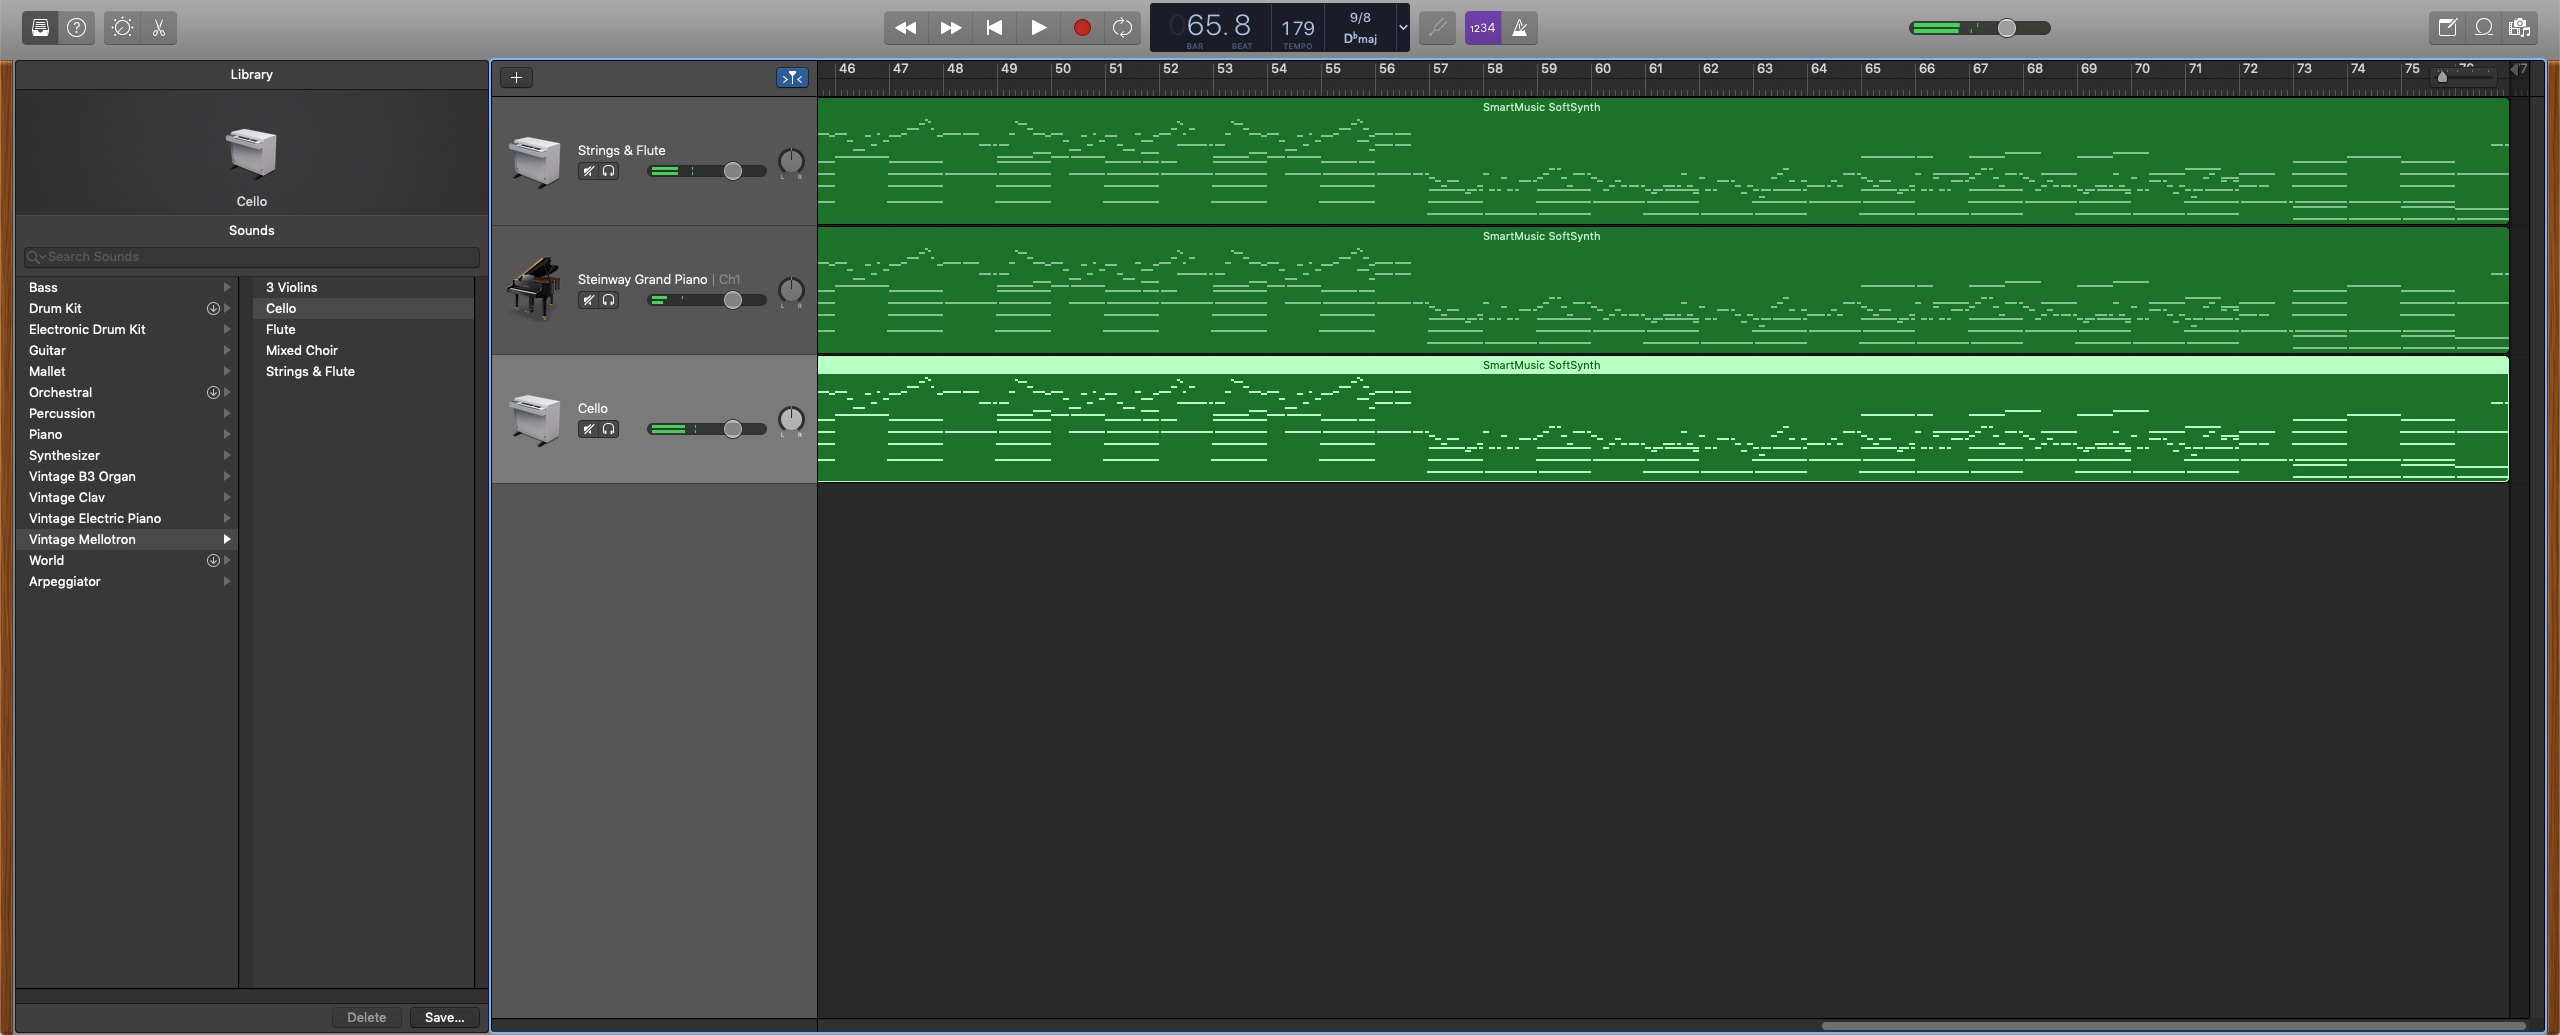 065.8
BAR
BEAT
179
TEMPO
9/8
D♭maj
1234
Library
Cello
Sounds
Search Sounds
Bass
Drum Kit
Electronic Drum Kit
Guitar
Mallet
Orchestral
Percussion
Piano
Synthesizer
Vintage B3 Organ
Vintage Clav
Vintage Electric Piano
Vintage Mellotron
World
Arpeggiator
3 Violins
Cello
Flute
Mixed Choir
Strings & Flute
Delete
Save...
46 47 48 49 50 51 52 53 54 55 56 57 58 59 60 61 62 63 64 65 66 67 68 69 70 71 72 73 74 75 76
Strings & Flute
L R
SmartMusic SoftSynth
Steinway Grand Piano | Ch1
L R
SmartMusic SoftSynth
Cello
L R
SmartMusic SoftSynth